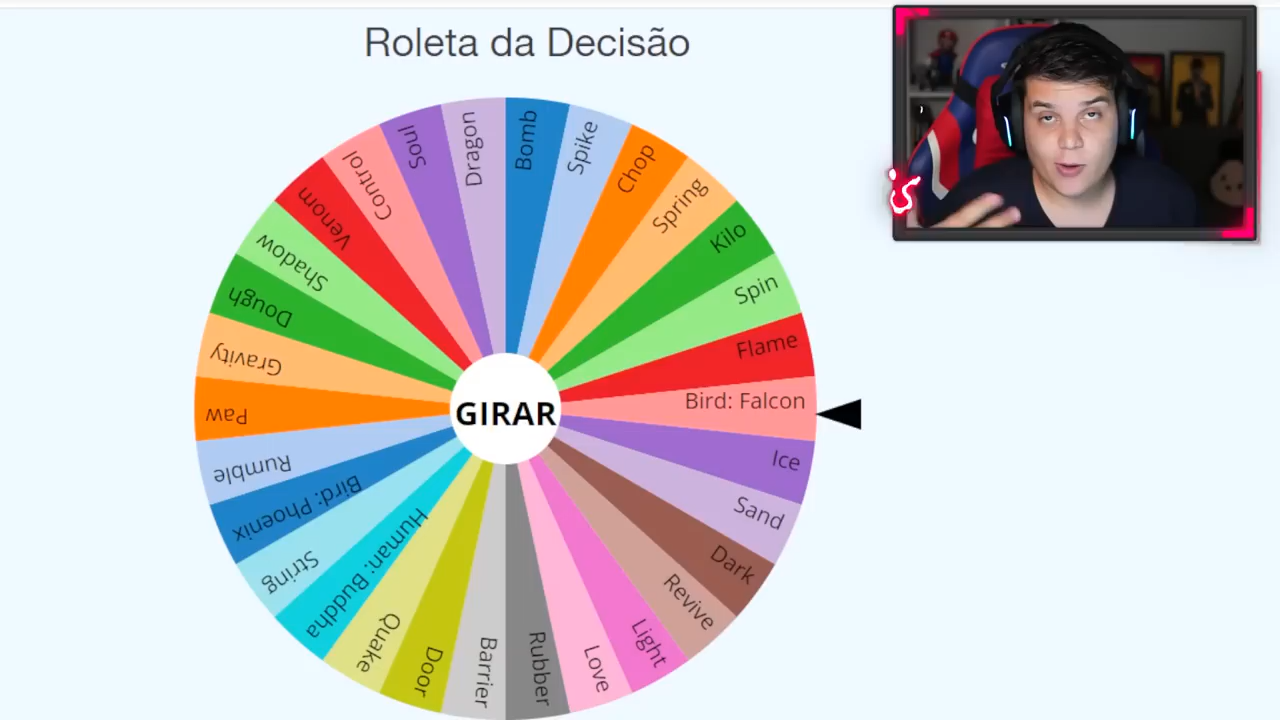 Roleta da Decisão
Bomb
Spike
Chop
Spring
Kilo
Spin
Flame
Bird: Falcon
Ice
Sand
Dark
Revive
Light
Love
Rubber
Barrier
Door
Quake
Human: Buddha
String
Bird: Phoenix
Rumble
Paw
Gravity
Dough
Shadow
Venom
Control
Soul
Dragon
GIRAR